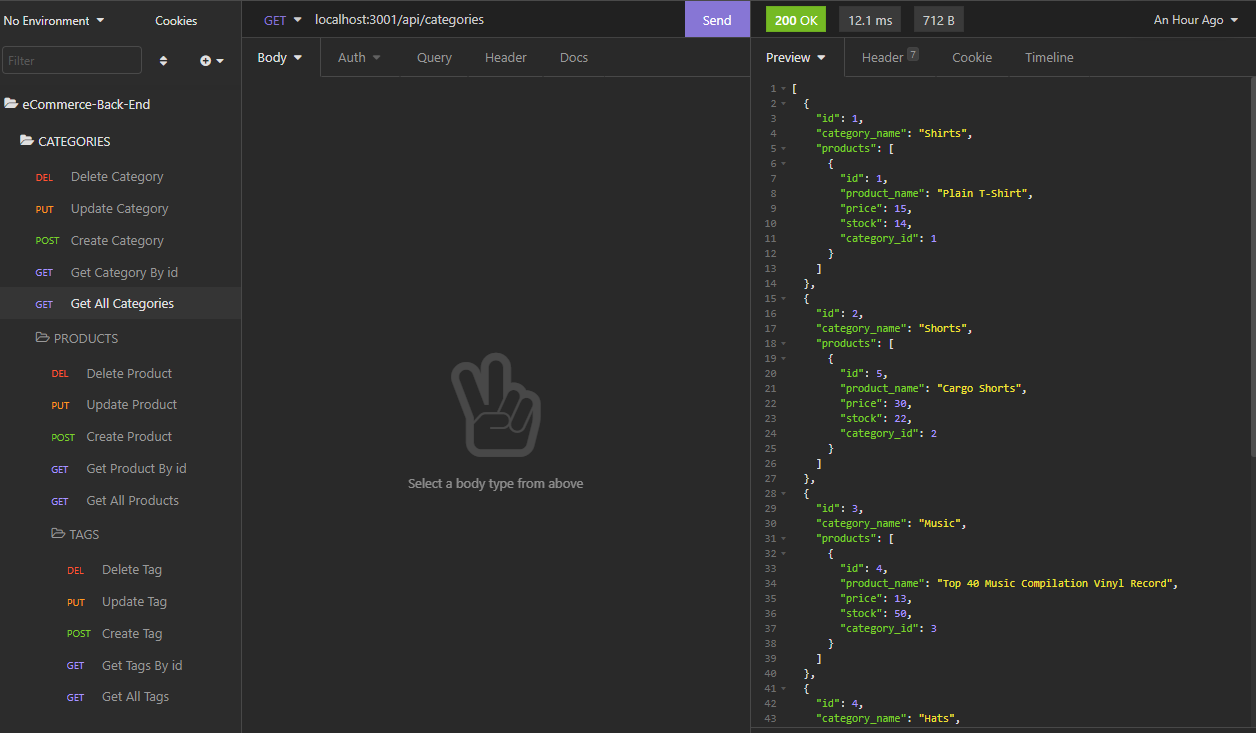 No Environment Cookies
Filter
eCommerce-Back-End
CATEGORIES
DEL Delete Category
PUT Update Category
POST Create Category
GET Get Category By id
GET Get All Categories
PRODUCTS
DEL Delete Product
PUT Update Product
POST Create Product
GET Get Product By id
GET Get All Products
TAGS
DEL Delete Tag
PUT Update Tag
POST Create Tag
GET Get Tags By id
GET Get All Tags
GET localhost:3001/api/categories Send
Body Auth Query Header Docs
Select a body type from above
200 OK 12.1 ms 712 B An Hour Ago
Preview Header 7 Cookie Timeline
1 [
2 {
3 "id": 1,
4 "category_name": "Shirts",
5 "products": [
6 {
7 "id": 1,
8 "product_name": "Plain T-Shirt",
9 "price": 15,
10 "stock": 14,
11 "category_id": 1
12 }
13 ]
14 },
15 {
16 "id": 2,
17 "category_name": "Shorts",
18 "products": [
19 {
20 "id": 5,
21 "product_name": "Cargo Shorts",
22 "price": 30,
23 "stock": 22,
24 "category_id": 2
25 }
26 ]
27 },
28 {
29 "id": 3,
30 "category_name": "Music",
31 "products": [
32 {
33 "id": 4,
34 "product_name": "Top 40 Music Compilation Vinyl Record",
35 "price": 13,
36 "stock": 50,
37 "category_id": 3
38 }
39 ]
40 },
41 {
42 "id": 4,
43 "category_name": "Hats",